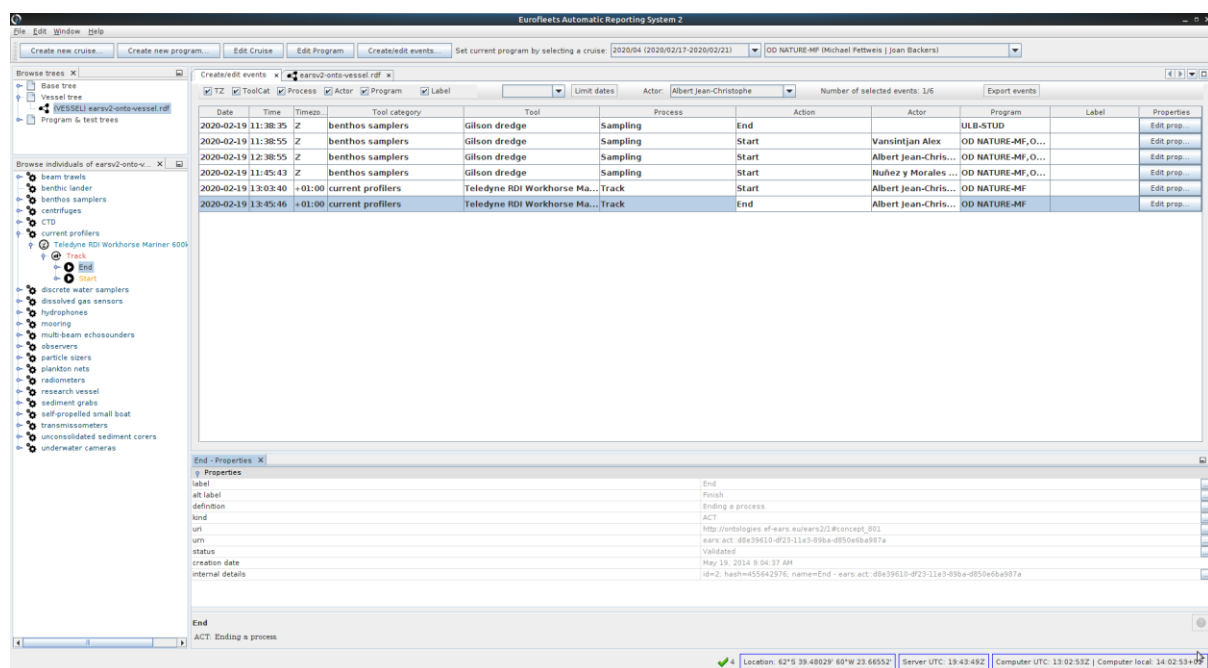 Eurofleets Automatic Reporting System 2
File Edit Window Help
Create new cruise... Create new program... Edit Cruise Edit Program Create/edit events... Set current program by selecting a cruise: 2020/04 (2020/02/17-2020/02/21) OD NATURE-MF (Michael Fettweis | Joan Backers)
Browse trees
Base tree
Vessel tree
(VESSEL) earsv2-onto-vessel.rdf
Program & test trees
Browse individuals of earsv2-onto-v...
beam trawls
benthic lander
benthos samplers
centrifuges
CTD
current profilers
Teledyne RDI Workhorse Mariner 600k
Track
End
Start
discrete water samplers
dissolved gas sensors
hydrophones
mooring
multi-beam echosounders
observers
particle sizers
plankton nets
radiometers
research vessel
sediment grabs
self-propelled small boat
transmissometers
unconsolidated sediment corers
underwater cameras
Create/edit events earsv2-onto-vessel.rdf
TZ ToolCat Process Actor Program Label Limit dates Actor: Albert Jean-Christophe Number of selected events: 1/6 Export events
Date Time Timezo... Tool category Tool Process Action Actor Program Label Properties
2020-02-19 11:38:35 Z benthos samplers Gilson dredge Sampling End ULB-STUD Edit prop...
2020-02-19 11:38:55 Z benthos samplers Gilson dredge Sampling Start Vansintjan Alex OD NATURE-MF,O... Edit prop...
2020-02-19 12:38:55 Z benthos samplers Gilson dredge Sampling Start Albert Jean-Chris... OD NATURE-MF,O... Edit prop...
2020-02-19 11:45:43 Z benthos samplers Gilson dredge Sampling Start Nuñez y Morales ... OD NATURE-MF,O... Edit prop...
2020-02-19 13:03:40 +01:00 current profilers Teledyne RDI Workhorse Ma... Track Start Albert Jean-Chris... OD NATURE-MF Edit prop...
2020-02-19 13:45:46 +01:00 current profilers Teledyne RDI Workhorse Ma... Track End Albert Jean-Chris... OD NATURE-MF Edit prop...
End - Properties
Properties
label End
alt label Finish
definition Ending a process.
kind ACT
uri http://ontologies.ef-ears.eu/ears2/1#concept_801
urn ears:act::d8e39610-df23-11e3-89ba-d850e6ba987a
status Validated
creation date May 19, 2014 9:04:37 AM
internal details id=2; hash=455642976; name=End - ears:act::d8e39610-df23-11e3-89ba-d850e6ba987a
End
ACT: Ending a process
4 Location: 62°S 39.48029' 60°W 23.66552' Server UTC: 19:43:49Z Computer UTC: 13:02:53Z | Computer local: 14:02:53